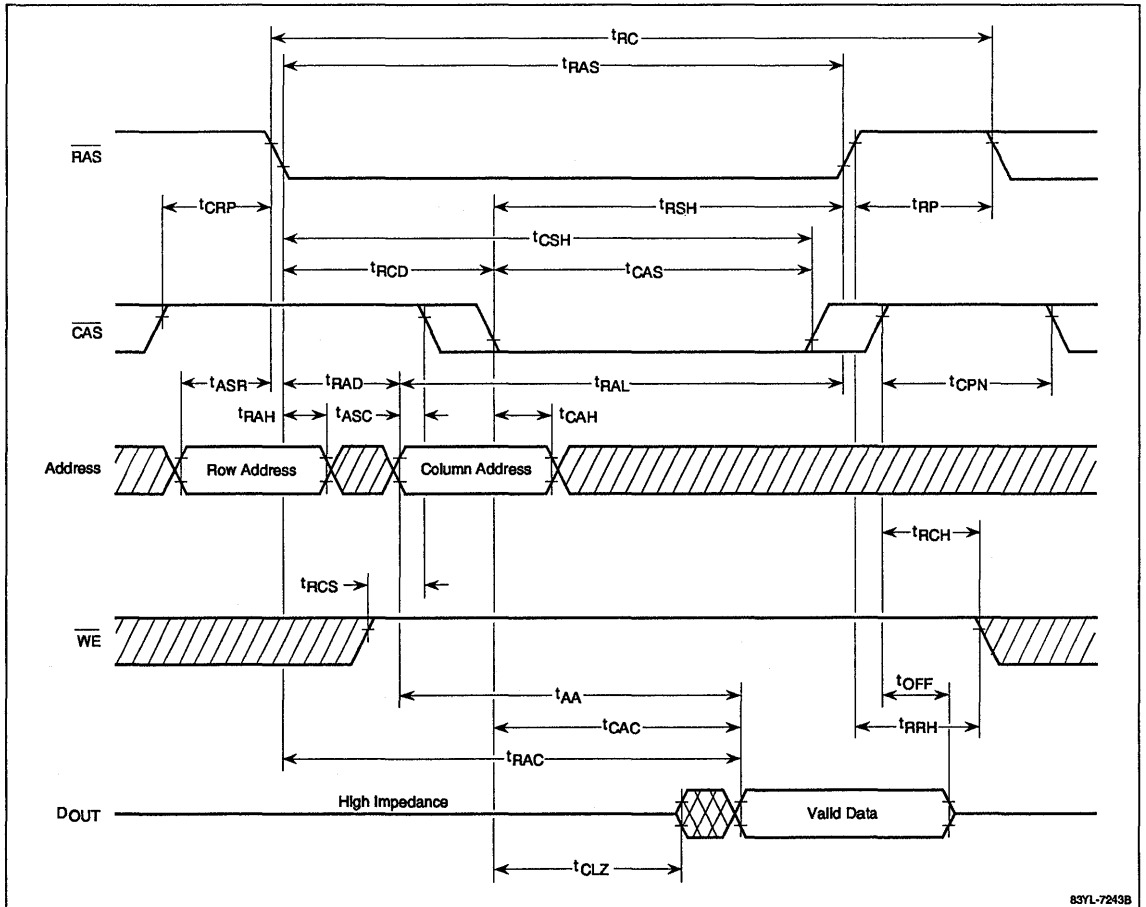 tRC
tRAS
RAS
tCRP
tRSH
tRP
tCSH
tRCD
tCAS
CAS
tASR
tRAD
tRAL
tCPN
tRAH
tASC
tCAH
Address
Row Address
Column Address
tRCH
tRCS
WE
tOFF
tAA
tCAC
tRRH
tRAC
High Impedance
DOUT
Valid Data
tCLZ
83YL-7243B